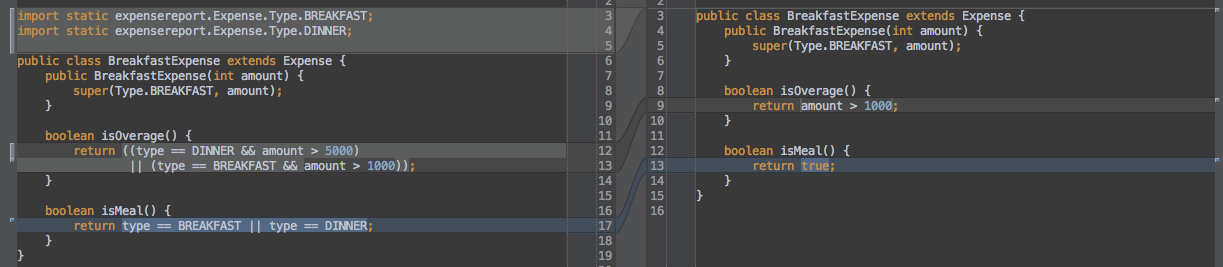 2
import static expensereport.Expense.Type.BREAKFAST; 3
import static expensereport.Expense.Type.DINNER; 4
5
public class BreakfastExpense extends Expense { 6
    public BreakfastExpense(int amount) { 7
        super(Type.BREAKFAST, amount); 8
    } 9
10
    boolean isOverage() { 11
        return ((type == DINNER && amount > 5000) 12
                || (type == BREAKFAST && amount > 1000)); 13
    } 14
15
    boolean isMeal() { 16
        return type == BREAKFAST || type == DINNER; 17
    } 18
} 19
2
3 public class BreakfastExpense extends Expense {
4     public BreakfastExpense(int amount) {
5         super(Type.BREAKFAST, amount);
6     }
7
8     boolean isOverage() {
9         return amount > 1000;
10     }
11
12     boolean isMeal() {
13         return true;
14     }
15 }
16